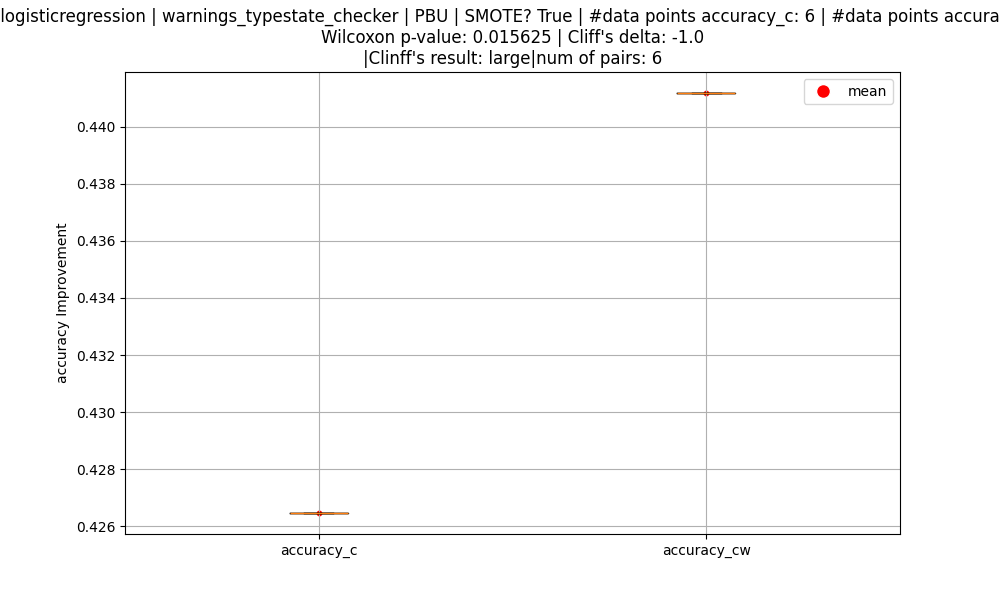 logisticregression | warnings_typestate_checker | PBU | SMOTE? True | #data points accuracy_c: 6 | #data points
Wilcoxon p-value: 0.015625 | Cliff's delta: -1.0
|Clinff's result: large|num of pairs: 6
mean
0.440
0.438
0.436
0.434
0.432
0.430
0.428
0.426
accuracy Improvement
accuracy_c
accuracy_cw